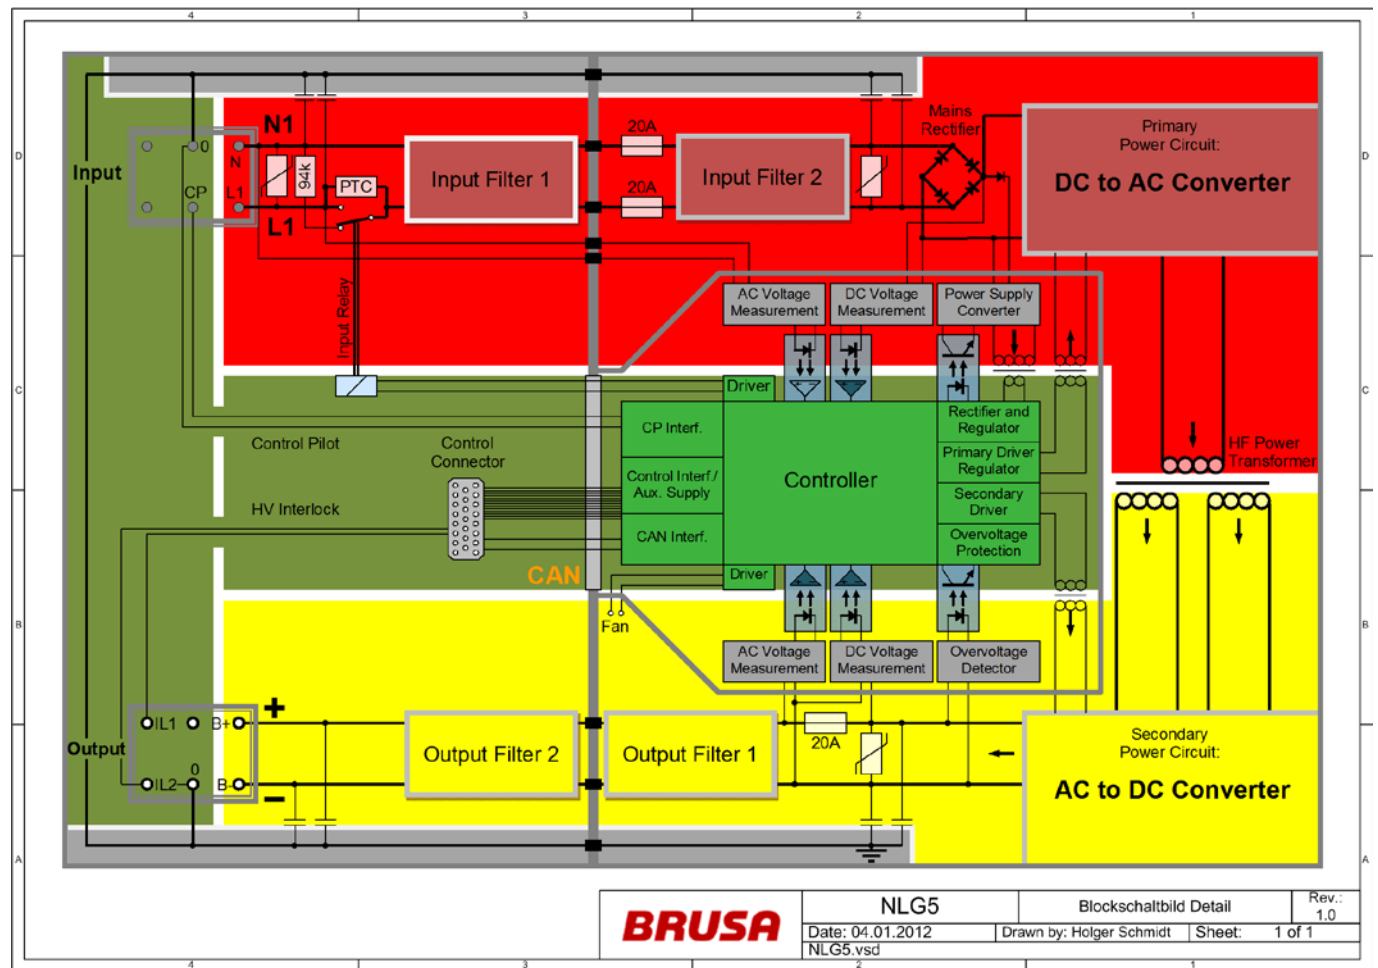 4 3 2 1
D
C
B
A
N1
Input
0
N
CP
L1
L1
94k
PTC
Input Filter 1
20A
20A
Input Filter 2
Mains
Rectifier
Primary
Power Circuit:
DC to AC Converter
Input Relay
AC Voltage
Measurement
DC Voltage
Measurement
Power Supply
Converter
HF Power
Transformer
Driver
CP Interf.
Control Interf./
Aux. Supply
CAN Interf.
Controller
Rectifier and
Regulator
Primary Driver
Regulator
Secondary
Driver
Overvoltage
Protection
Driver
Control Pilot
Control
Connector
HV Interlock
CAN
Fan
AC Voltage
Measurement
DC Voltage
Measurement
Overvoltage
Detector
Output
IL1
B+
+
IL2
0
B-
−
Output Filter 2
Output Filter 1
20A
Secondary
Power Circuit:
AC to DC Converter
D
C
B
A
BRUSA
NLG5
Blockschaltbild Detail
Rev.:
1.0
Date: 04.01.2012
Drawn by: Holger Schmidt
Sheet: 1 of 1
NLG5.vsd
4 3 2 1